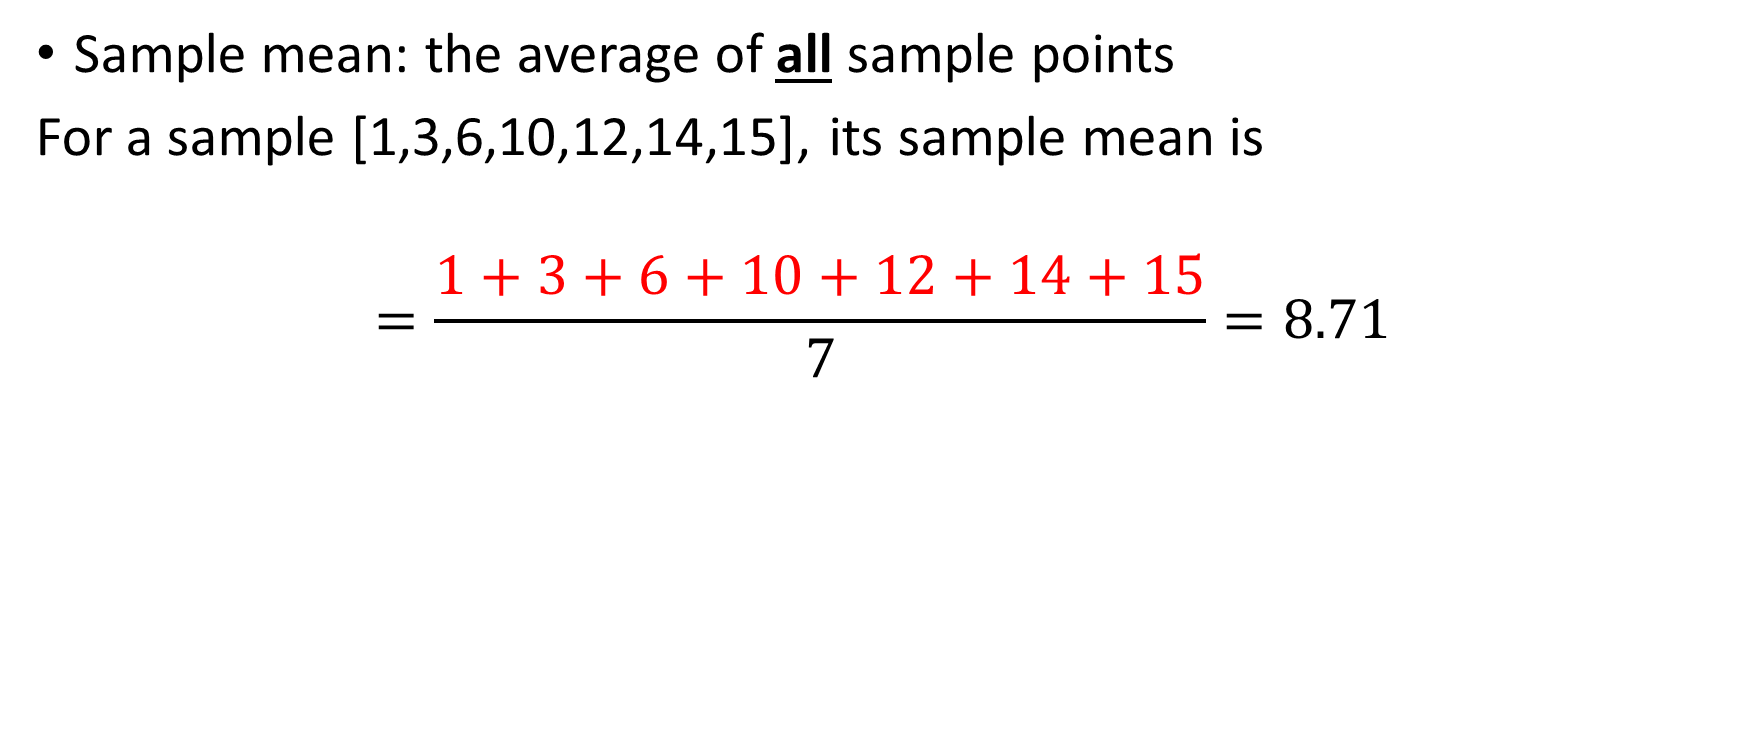 • Sample mean: the average of all sample points
For a sample [1,3,6,10,12,14,15], its sample mean is
= \frac{1 + 3 + 6 + 10 + 12 + 14 + 15}{7} = 8.71